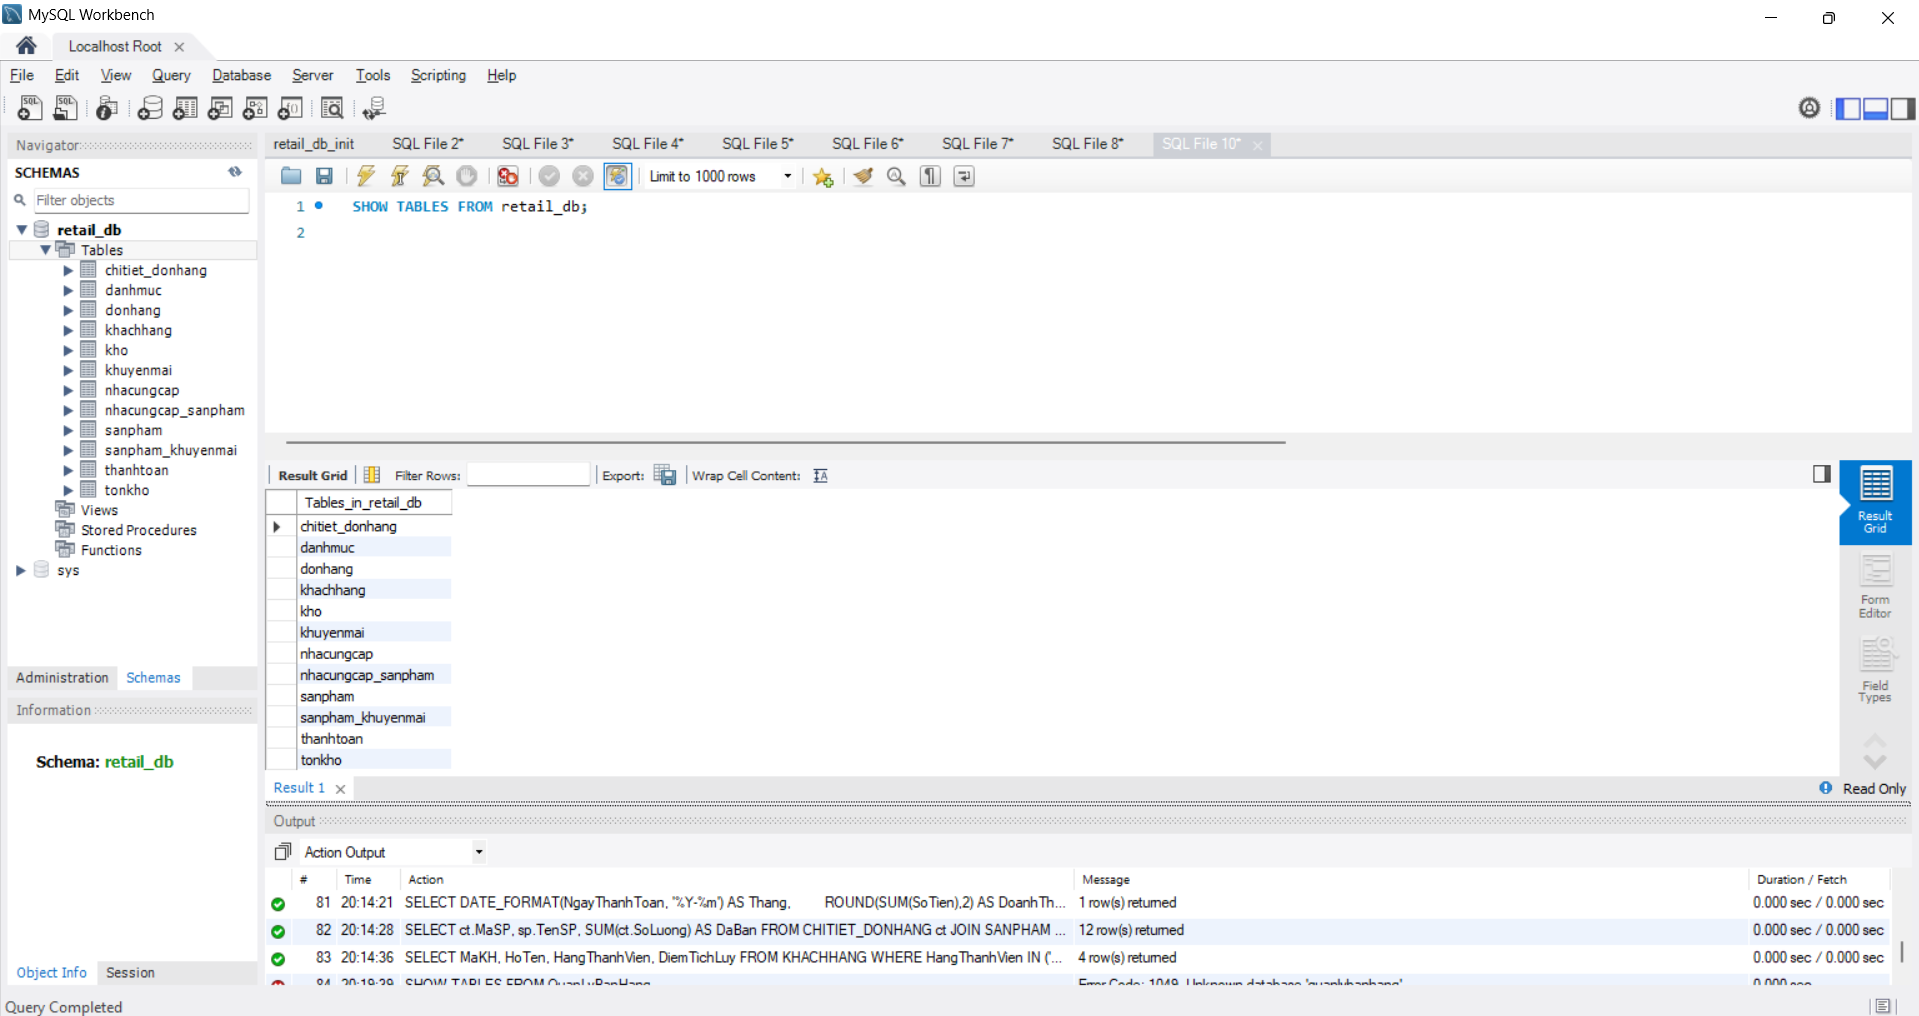 MySQL Workbench
Localhost Root
File Edit View Query Database Server Tools Scripting Help
Navigator
SCHEMAS
Filter objects
retail_db
Tables
chitiet_donhang
danhmuc
donhang
khachhang
kho
khuyenmai
nhacungcap
nhacungcap_sanpham
sanpham
sanpham_khuyenmai
thanhtoan
tonkho
Views
Stored Procedures
Functions
sys
Administration Schemas
Information
Schema: retail_db
Object Info Session
retail_db_init SQL File 2* SQL File 3* SQL File 4* SQL File 5* SQL File 6* SQL File 7* SQL File 8* SQL File 10*
Limit to 1000 rows
1 SHOW TABLES FROM retail_db;
2
Result Grid Filter Rows: Export: Wrap Cell Content:
Tables_in_retail_db
chitiet_donhang
danhmuc
donhang
khachhang
kho
khuyenmai
nhacungcap
nhacungcap_sanpham
sanpham
sanpham_khuyenmai
thanhtoan
tonkho
Result Grid
Form Editor
Field Types
Result 1 Read Only
Output
Action Output
# Time Action Message Duration / Fetch
81 20:14:21 SELECT DATE_FORMAT(NgayThanhToan, '%Y-%m') AS Thang, ROUND(SUM(SoTien),2) AS DoanhTh... 1 row(s) returned 0.000 sec / 0.000 sec
82 20:14:28 SELECT ct.MaSP, sp.TenSP, SUM(ct.SoLuong) AS DaBan FROM CHITIET_DONHANG ct JOIN SANPHAM ... 12 row(s) returned 0.000 sec / 0.000 sec
83 20:14:36 SELECT MaKH, HoTen, HangThanhVien, DiemTichLuy FROM KHACHHANG WHERE HangThanhVien IN ('... 4 row(s) returned 0.000 sec / 0.000 sec
84 20:19:39 SHOW TABLES FROM QuanLyBanHang Error Code: 1049. Unknown database 'quanlybanhang' 0.000 sec
Query Completed